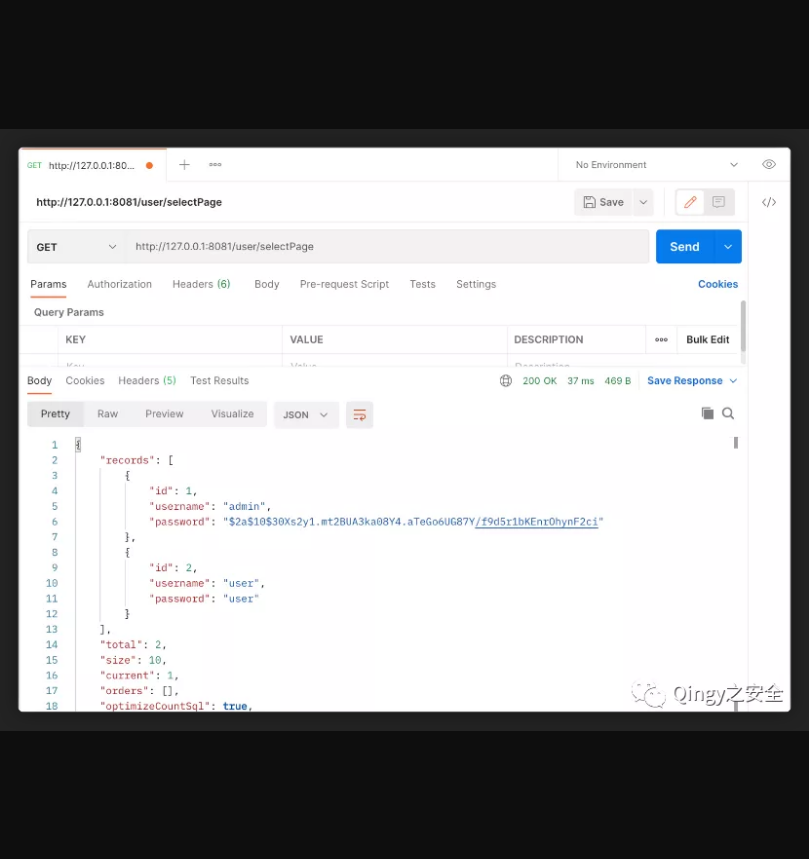 GET http://127.0.0.1:80... No Environment
http://127.0.0.1:8081/user/selectPage Save
GET http://127.0.0.1:8081/user/selectPage Send
Params Authorization Headers (6) Body Pre-request Script Tests Settings Cookies
Query Params
KEY VALUE DESCRIPTION Bulk Edit
Key Value Description
Body Cookies Headers (5) Test Results 200 OK 37 ms 469 B Save Response
Pretty Raw Preview Visualize JSON
1 {
2 "records": [
3 {
4 "id": 1,
5 "username": "admin",
6 "password": "$2a$10$30Xs2y1.mt2BUA3ka08Y4.aTeGo6UG87Y/f9d5r1bKEnrOhynF2ci"
7 },
8 {
9 "id": 2,
10 "username": "user",
11 "password": "user"
12 }
13 ],
14 "total": 2,
15 "size": 10,
16 "current": 1,
17 "orders": [],
18 "optimizeCountSql": true,
Qingy之安全